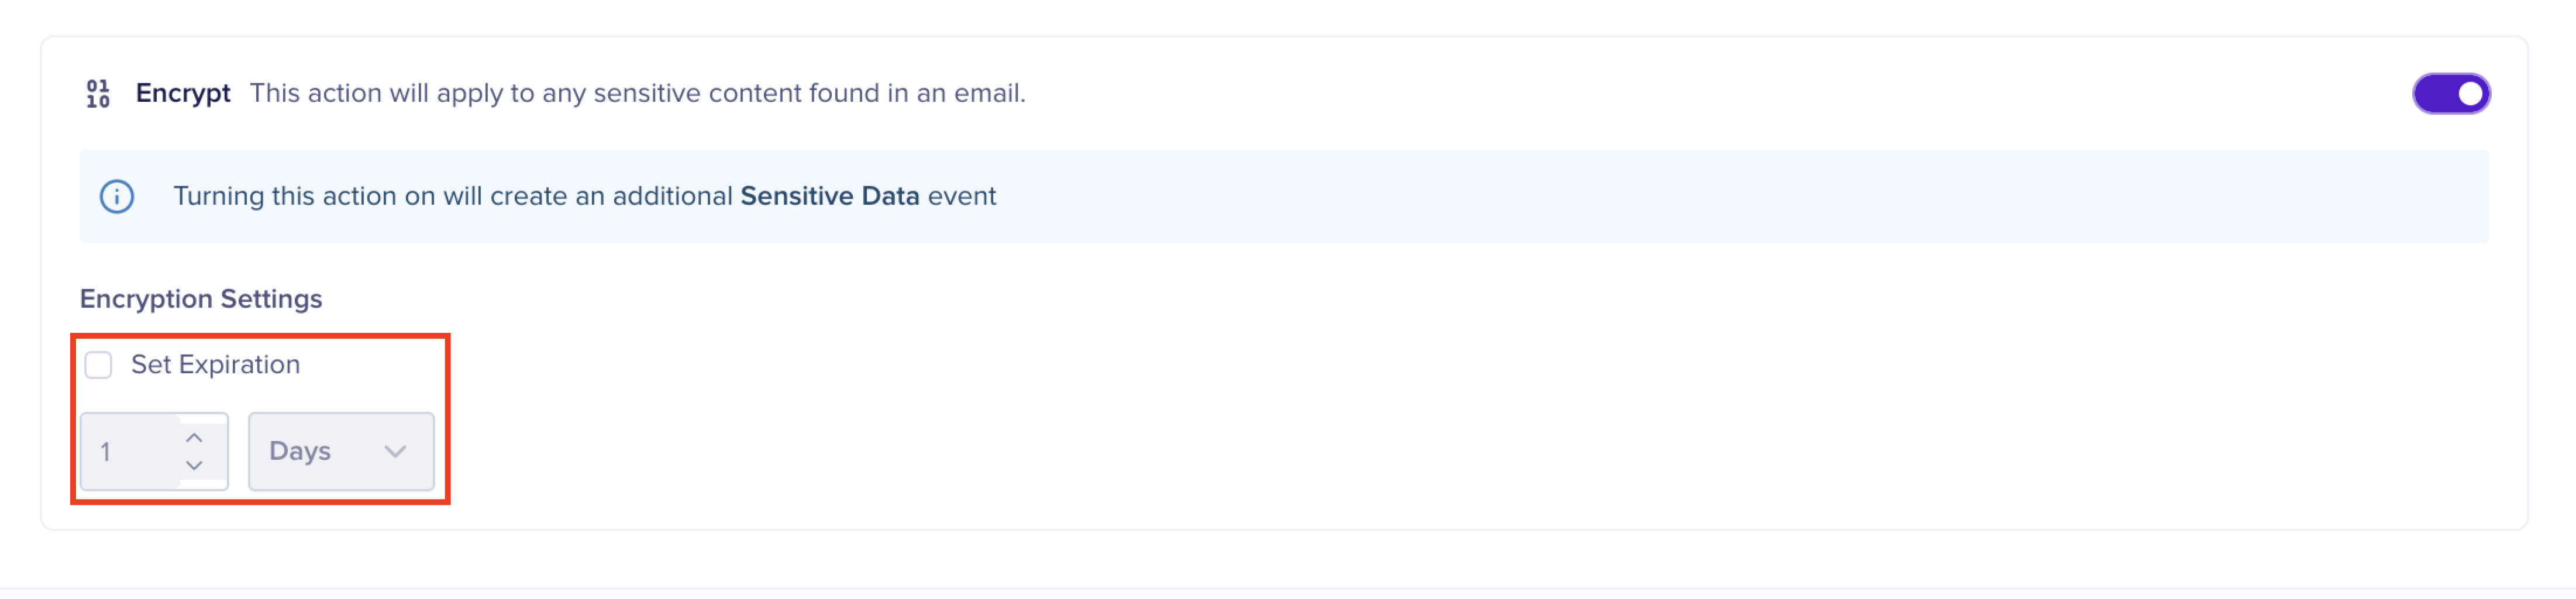 01
10
Encrypt This action will apply to any sensitive content found in an email.
Turning this action on will create an additional Sensitive Data event
Encryption Settings
Set Expiration
1 Days